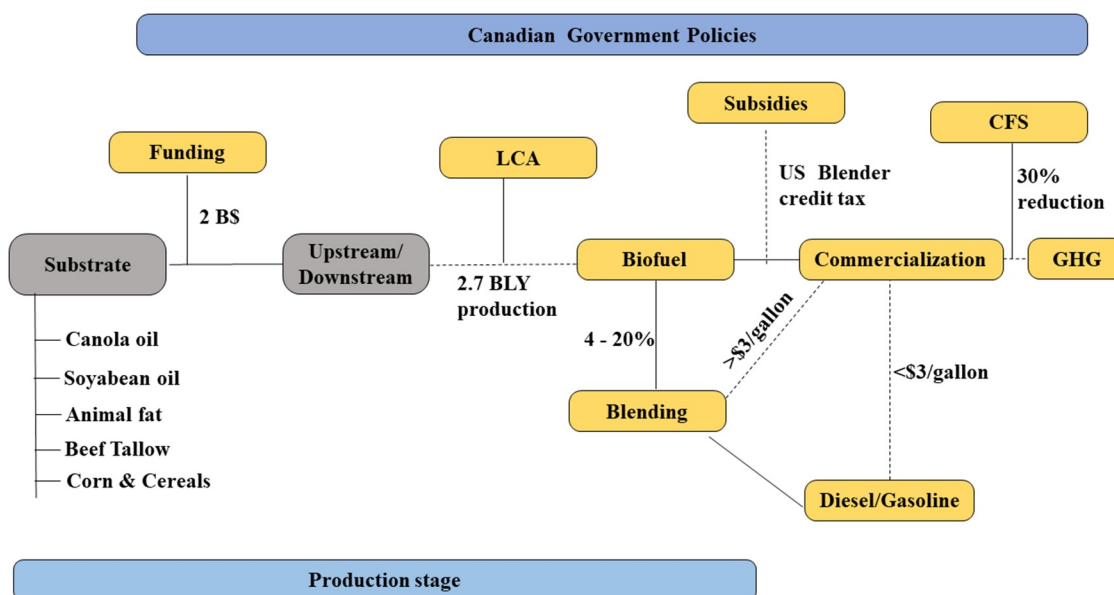 Canadian Government Policies
Subsidies
CFS
Funding
LCA
US Blender
credit tax
30%
reduction
2 B$
Substrate
Upstream/
Downstream
2.7 BLY
production
Biofuel
Commercialization
GHG
Canola oil
Soyabean oil
Animal fat
Beef Tallow
Corn & Cereals
4 - 20%
>$3/gallon
<$3/gallon
Blending
Diesel/Gasoline
Production stage